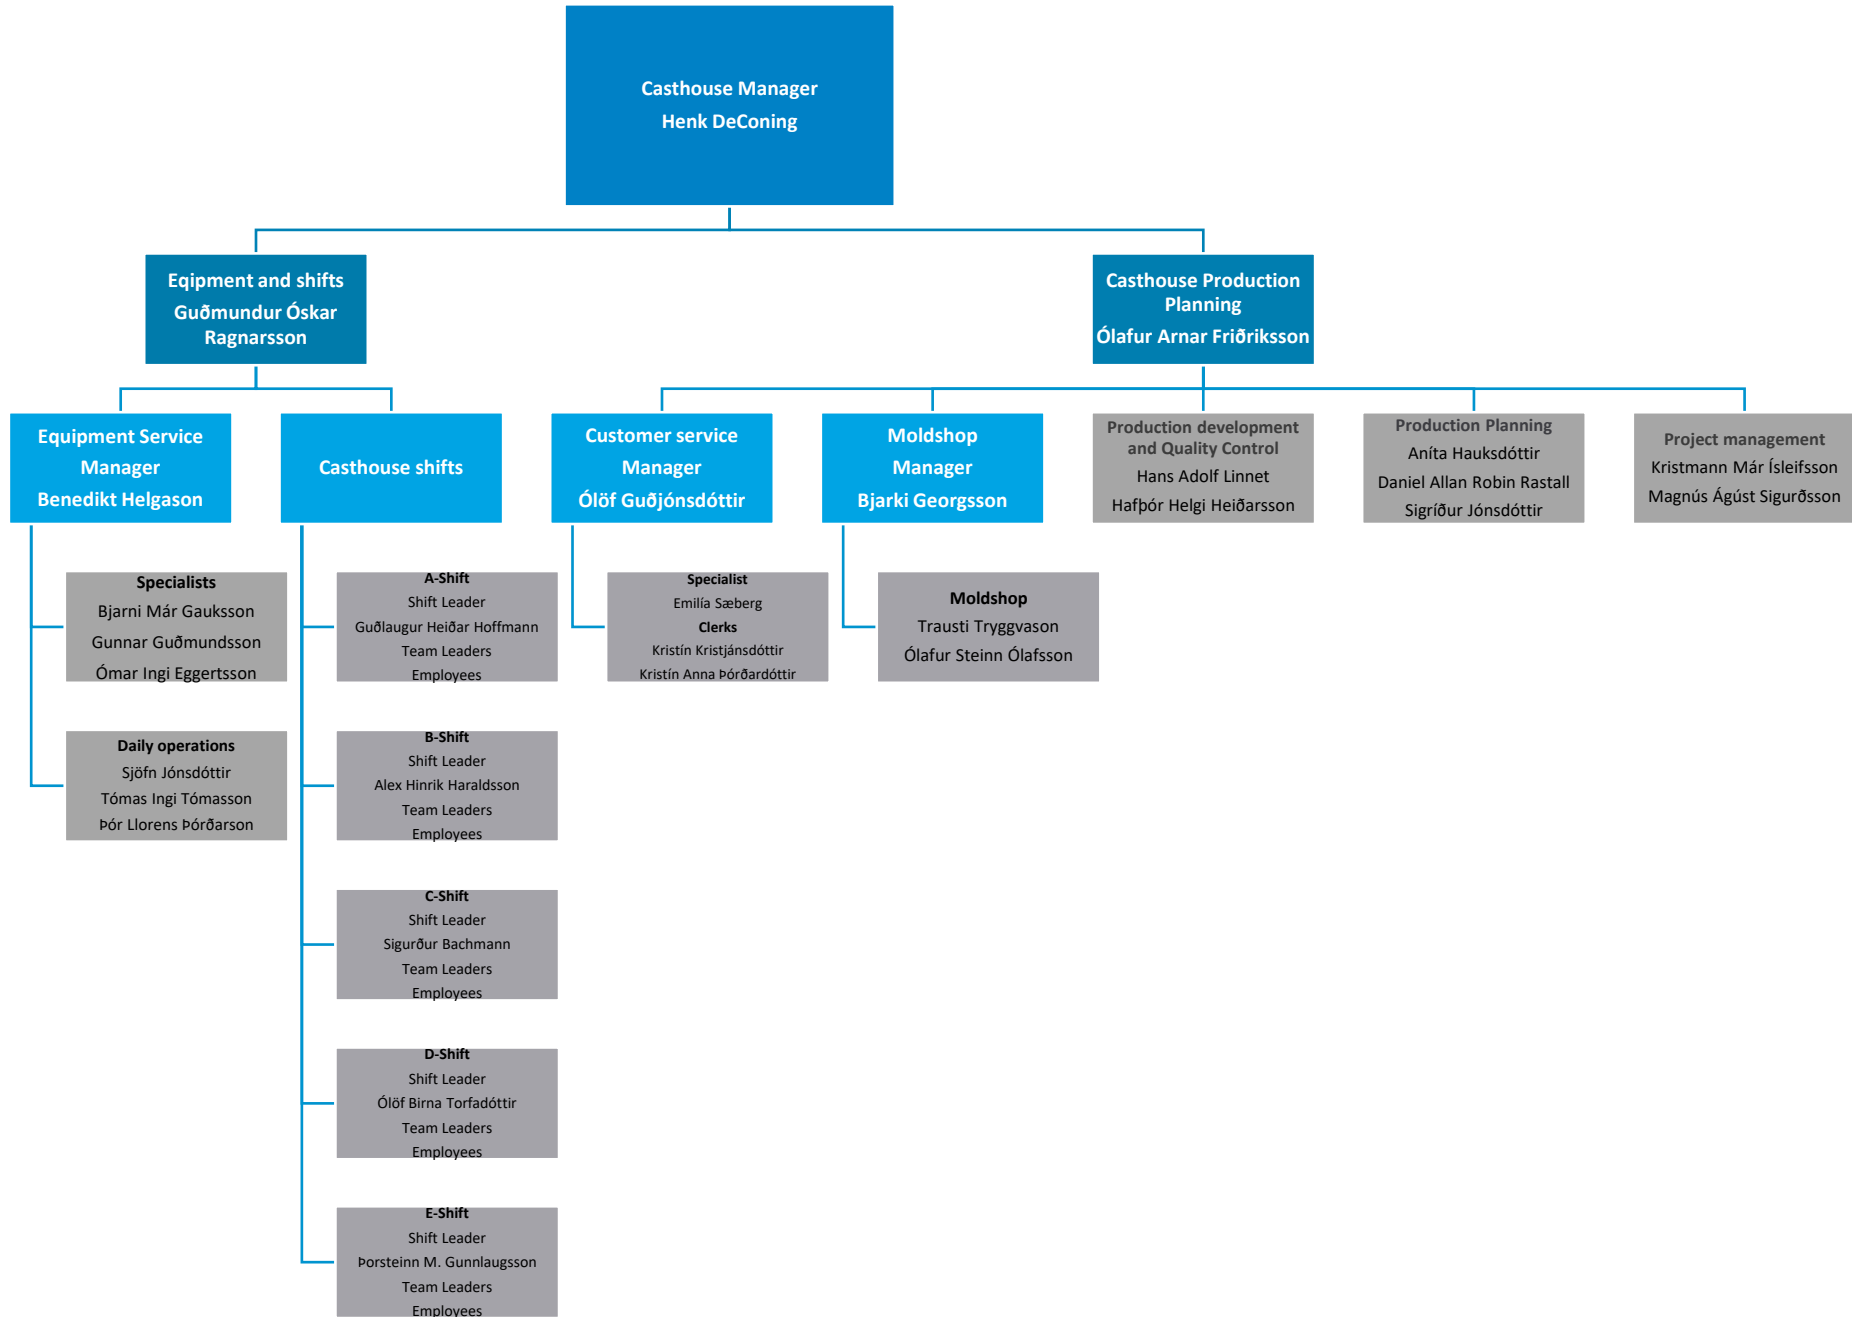 Casthouse Manager
Henk DeConing
Eqipment and shifts
Guðmundur Óskar
Ragnarsson
Casthouse Production
Planning
Ólafur Arnar Friðriksson
Equipment Service
Manager
Benedikt Helgason
Casthouse shifts
Customer service
Manager
Ólöf Guðjónsdóttir
Moldshop
Manager
Bjarki Georgsson
Production development
and Quality Control
Hans Adolf Linnet
Hafþór Helgi Heiðarsson
Production Planning
Aníta Hauksdóttir
Daniel Allan Robin Rastall
Sigríður Jónsdóttir
Project management
Kristmann Már Ísleifsson
Magnús Ágúst Sigurðsson
Specialists
Bjarni Már Gauksson
Gunnar Guðmundsson
Ómar Ingi Eggertsson
A-Shift
Shift Leader
Guðlaugur Heiðar Hoffmann
Team Leaders
Employees
Specialist
Emilía Sæberg
Clerks
Kristín Kristjánsdóttir
Kristín Anna Þórðardóttir
Moldshop
Trausti Tryggvason
Ólafur Steinn Ólafsson
Daily operations
Sjöfn Jónsdóttir
Tómas Ingi Tómasson
Þór Llorens Þórðarson
B-Shift
Shift Leader
Alex Hinrik Haraldsson
Team Leaders
Employees
C-Shift
Shift Leader
Sigurður Bachmann
Team Leaders
Employees
D-Shift
Shift Leader
Ólöf Birna Torfadóttir
Team Leaders
Employees
E-Shift
Shift Leader
Þorsteinn M. Gunnlaugsson
Team Leaders
Employees